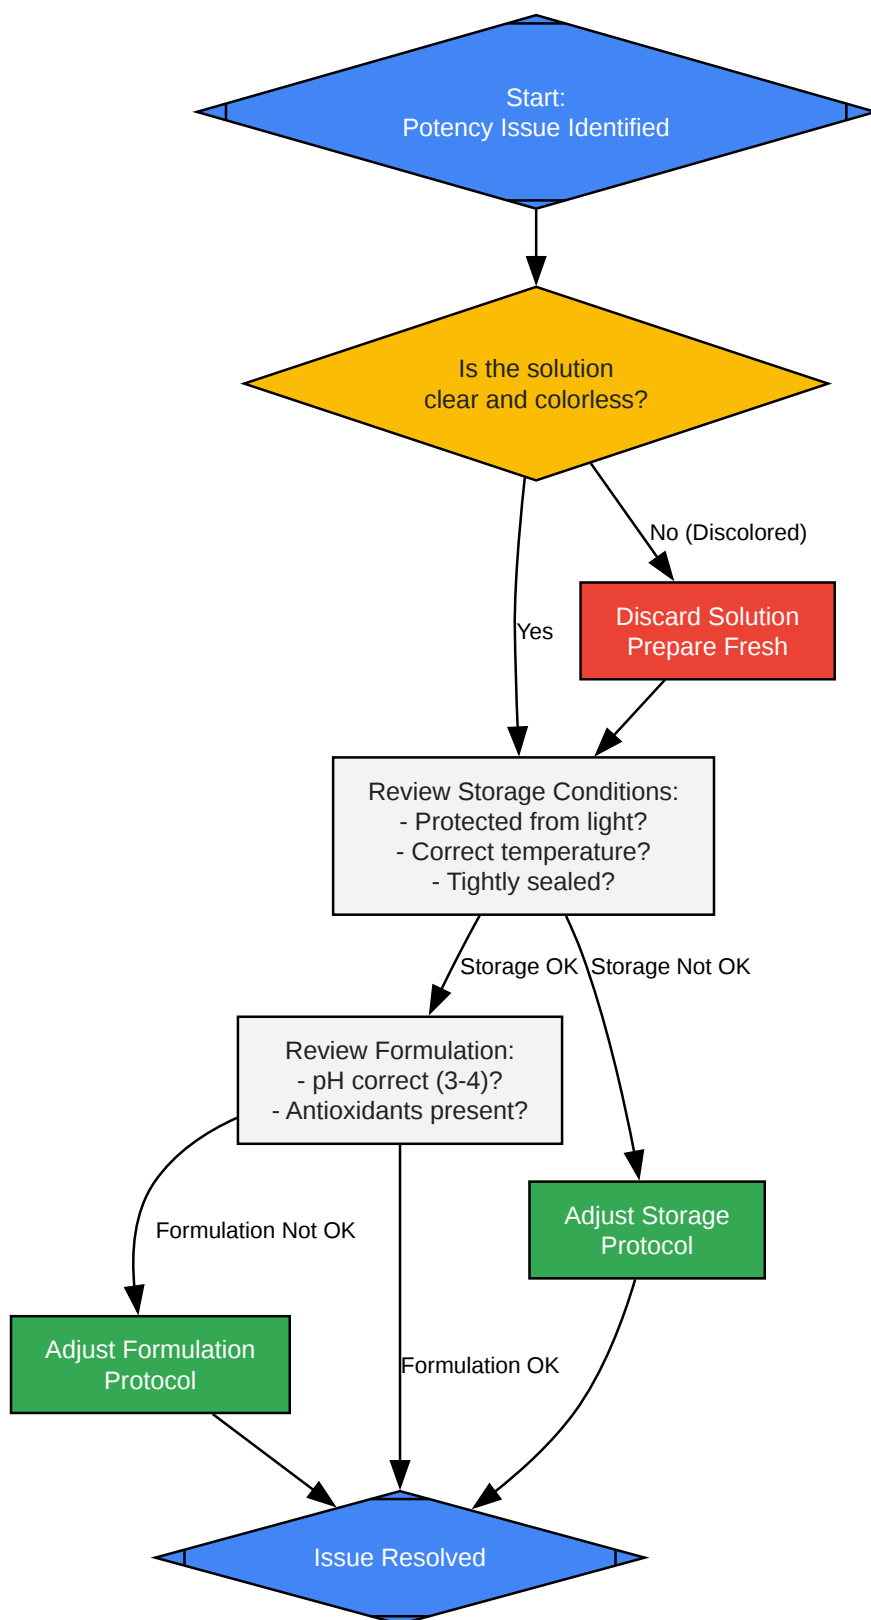 Start:
Potency Issue Identified
Is the solution
clear and colorless?
No (Discolored)
Yes
Discard Solution
Prepare Fresh
Review Storage Conditions:
- Protected from light?
- Correct temperature?
- Tightly sealed?
Storage OK
Storage Not OK
Review Formulation:
- pH correct (3-4)?
- Antioxidants present?
Adjust Storage
Protocol
Formulation Not OK
Adjust Formulation
Protocol
Formulation OK
Issue Resolved